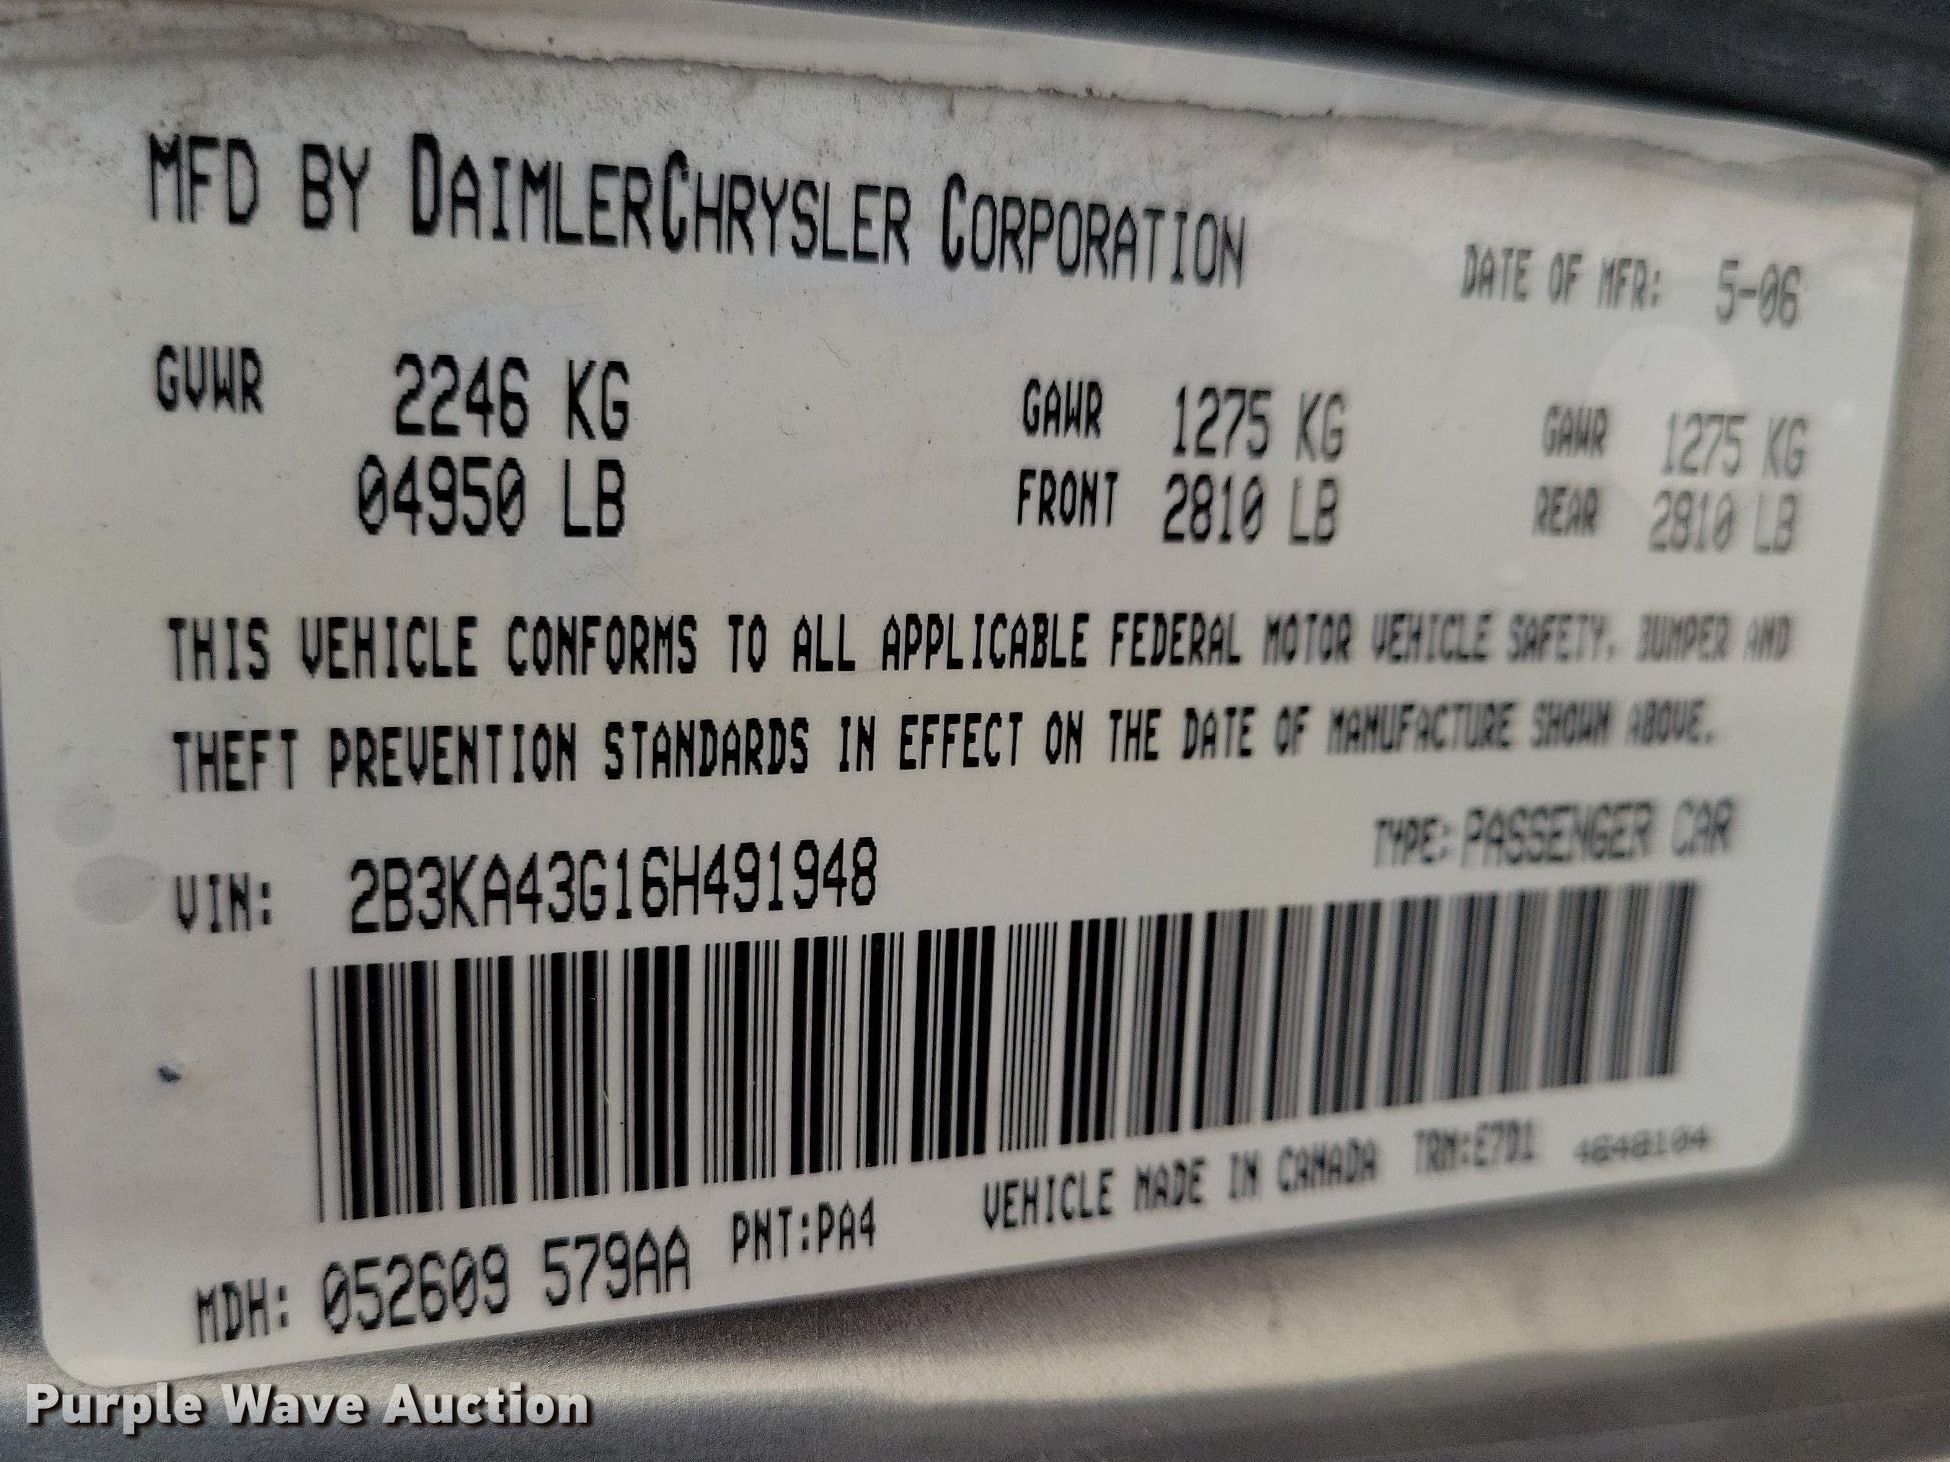 MFD BY DAIMLERCHRYSLER CORPORATION
DATE OF MFR: 5-06
GVWR 2246 KG
04950 LB
GAWR FRONT 1275 KG
2810 LB
GAWR REAR 1275 KG
2810 LB
THIS VEHICLE CONFORMS TO ALL APPLICABLE FEDERAL MOTOR VEHICLE SAFETY, BUMPER AND
THEFT PREVENTION STANDARDS IN EFFECT ON THE DATE OF MANUFACTURE SHOWN ABOVE.
VIN: 2B3KA43G16H491948
TYPE: PASSENGER CAR
MDH: 052609 579AA PNT:PA4 VEHICLE MADE IN CANADA TRM:E7D1
Purple Wave Auction